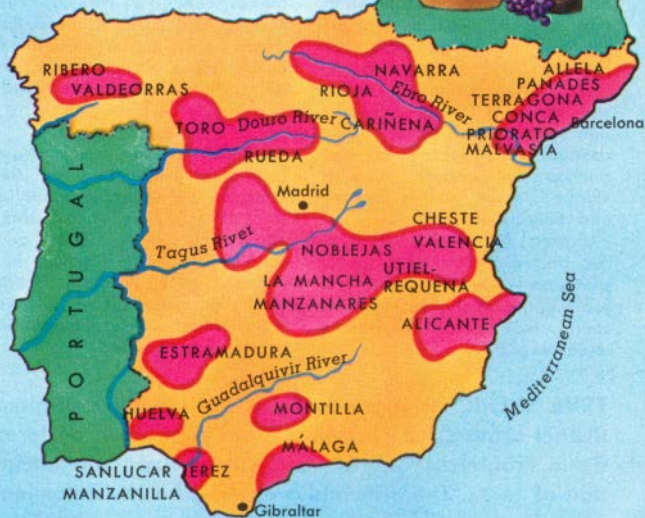 RIBERO
VALDEORRAS
NAVARRA
RIOJA
Ebro River
CARIÑENA
ALLELA
PANADES
TERRAGONA
CONCA
PRIORATO
MALVASIA
Barcelona
TORO
Douro River
RUEDA
PORTUGAL
Madrid
Tagus River
NOBLEJAS
LA MANCHA
MANZANARES
CHESTE
VALENCIA
UTIEL-
REQUENA
ALICANTE
Mediterranean Sea
ESTRAMADURA
Guadalquivir River
HUELVA
MONTILLA
MÁLAGA
SANLUCAR JEREZ
MANZANILLA
Gibraltar